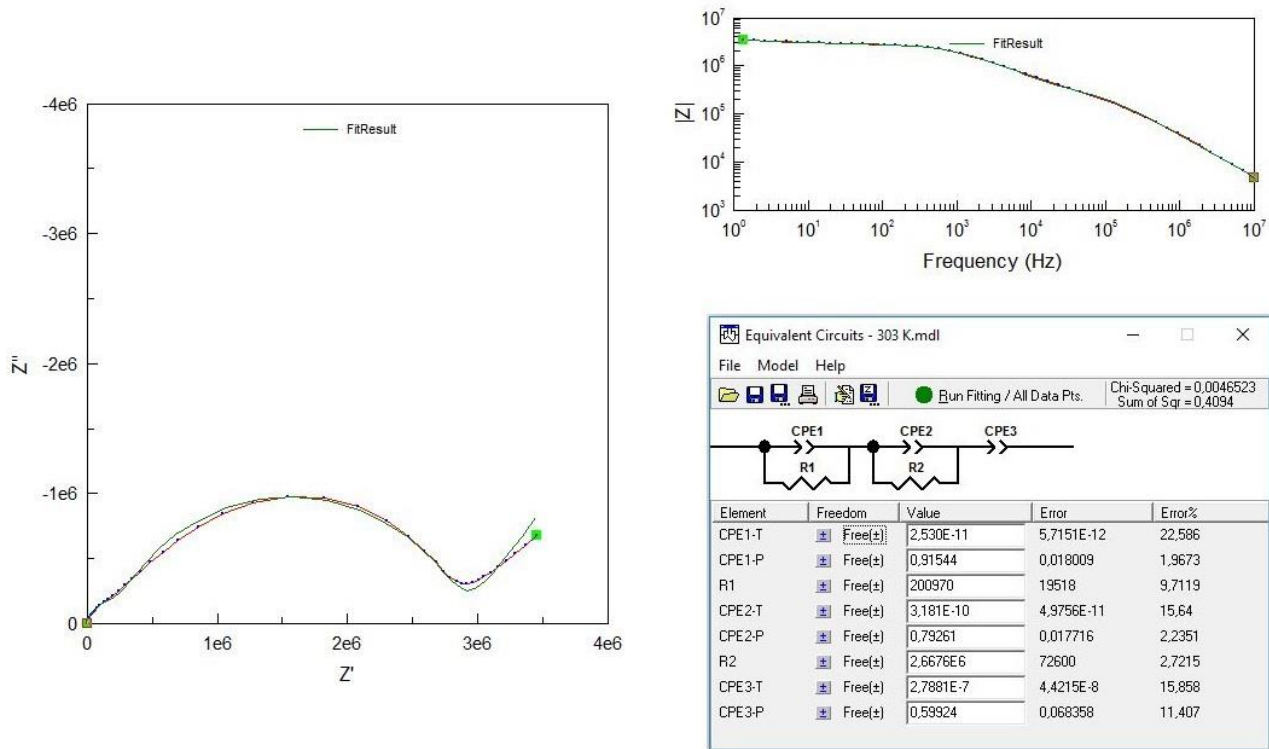 -4e6
-3e6
-2e6
-1e6
0
Z''
FitResult
0
1e6
2e6
3e6
4e6
Z'
10^7
10^6
10^5
10^4
10^3
|Z|
FitResult
10^0
10^1
10^2
10^3
10^4
10^5
10^6
10^7
Frequency (Hz)
Equivalent Circuits - 303 K.mdl
File Model Help
Run Fitting / All Data Pts.
Chi-Squared = 0,0046523
Sum of Sqr = 0,4094
CPE1 CPE2 CPE3
R1 R2
Element Freedom Value Error Error%
CPE1-T ± Free(±) 2,530E-11 5,7151E-12 22,586
CPE1-P ± Free(±) 0,91544 0,018009 1,9673
R1 ± Free(±) 200970 19518 9,7119
CPE2-T ± Free(±) 3,181E-10 4,9756E-11 15,64
CPE2-P ± Free(±) 0,79261 0,017716 2,2351
R2 ± Free(±) 2,6676E6 72600 2,7215
CPE3-T ± Free(±) 2,7881E-7 4,4215E-8 15,858
CPE3-P ± Free(±) 0,59924 0,068358 11,407